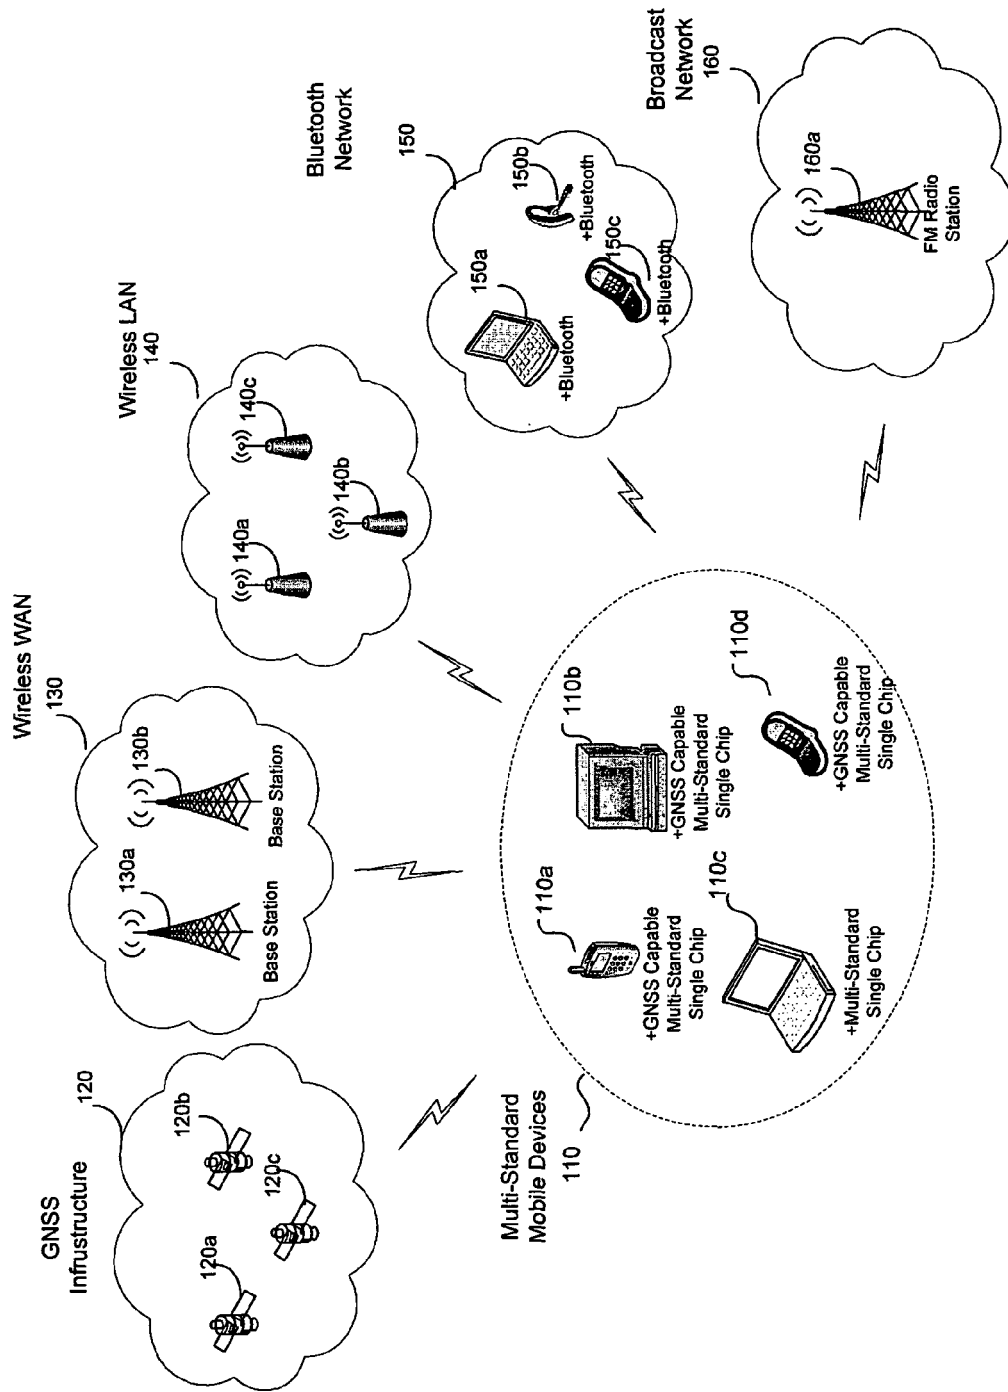 GNSS
Infrustructure
120
120a
120b
120c
Wireless WAN
130
130a
130b
Base Station
Base Station
Wireless LAN
140
140a
140b
140c
Bluetooth
Network
150
150a
+Bluetooth
150b
+Bluetooth
150c
+Bluetooth
Broadcast
Network
160
160a
FM Radio
Station
Multi-Standard
Mobile Devices
110
110a
+GNSS Capable
Multi-Standard
Single Chip
110b
+GNSS Capable
Multi-Standard
Single Chip
110c
+Multi-Standard
Single Chip
110d
+GNSS Capable
Multi-Standard
Single Chip